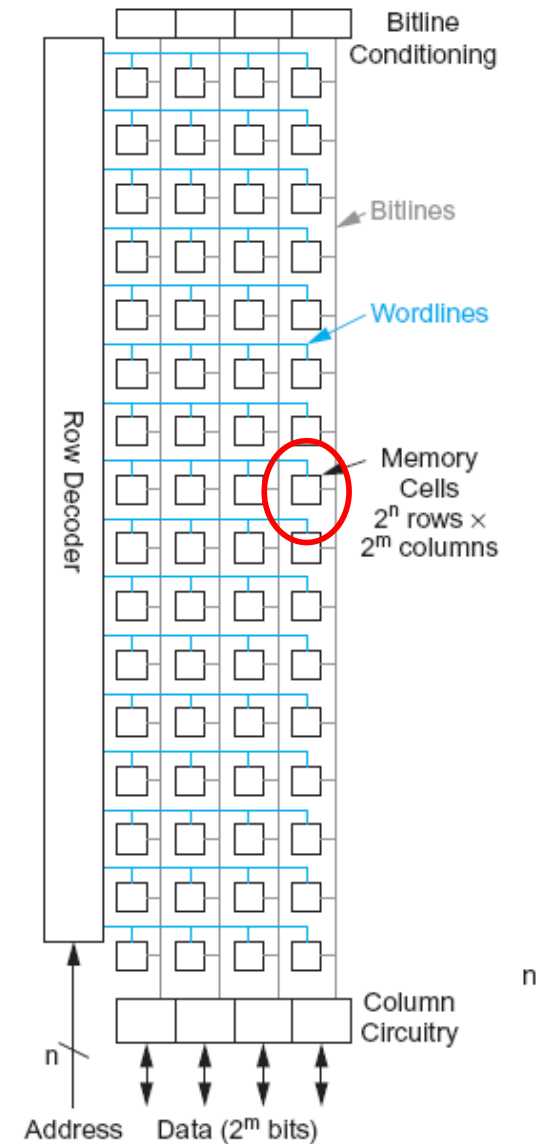 Bitline
Conditioning
Bitlines
Wordlines
Row Decoder
Memory
Cells
2ⁿ rows ×
2ᵐ columns
n
Column
Circuitry
n
Address
Data (2ᵐ bits)